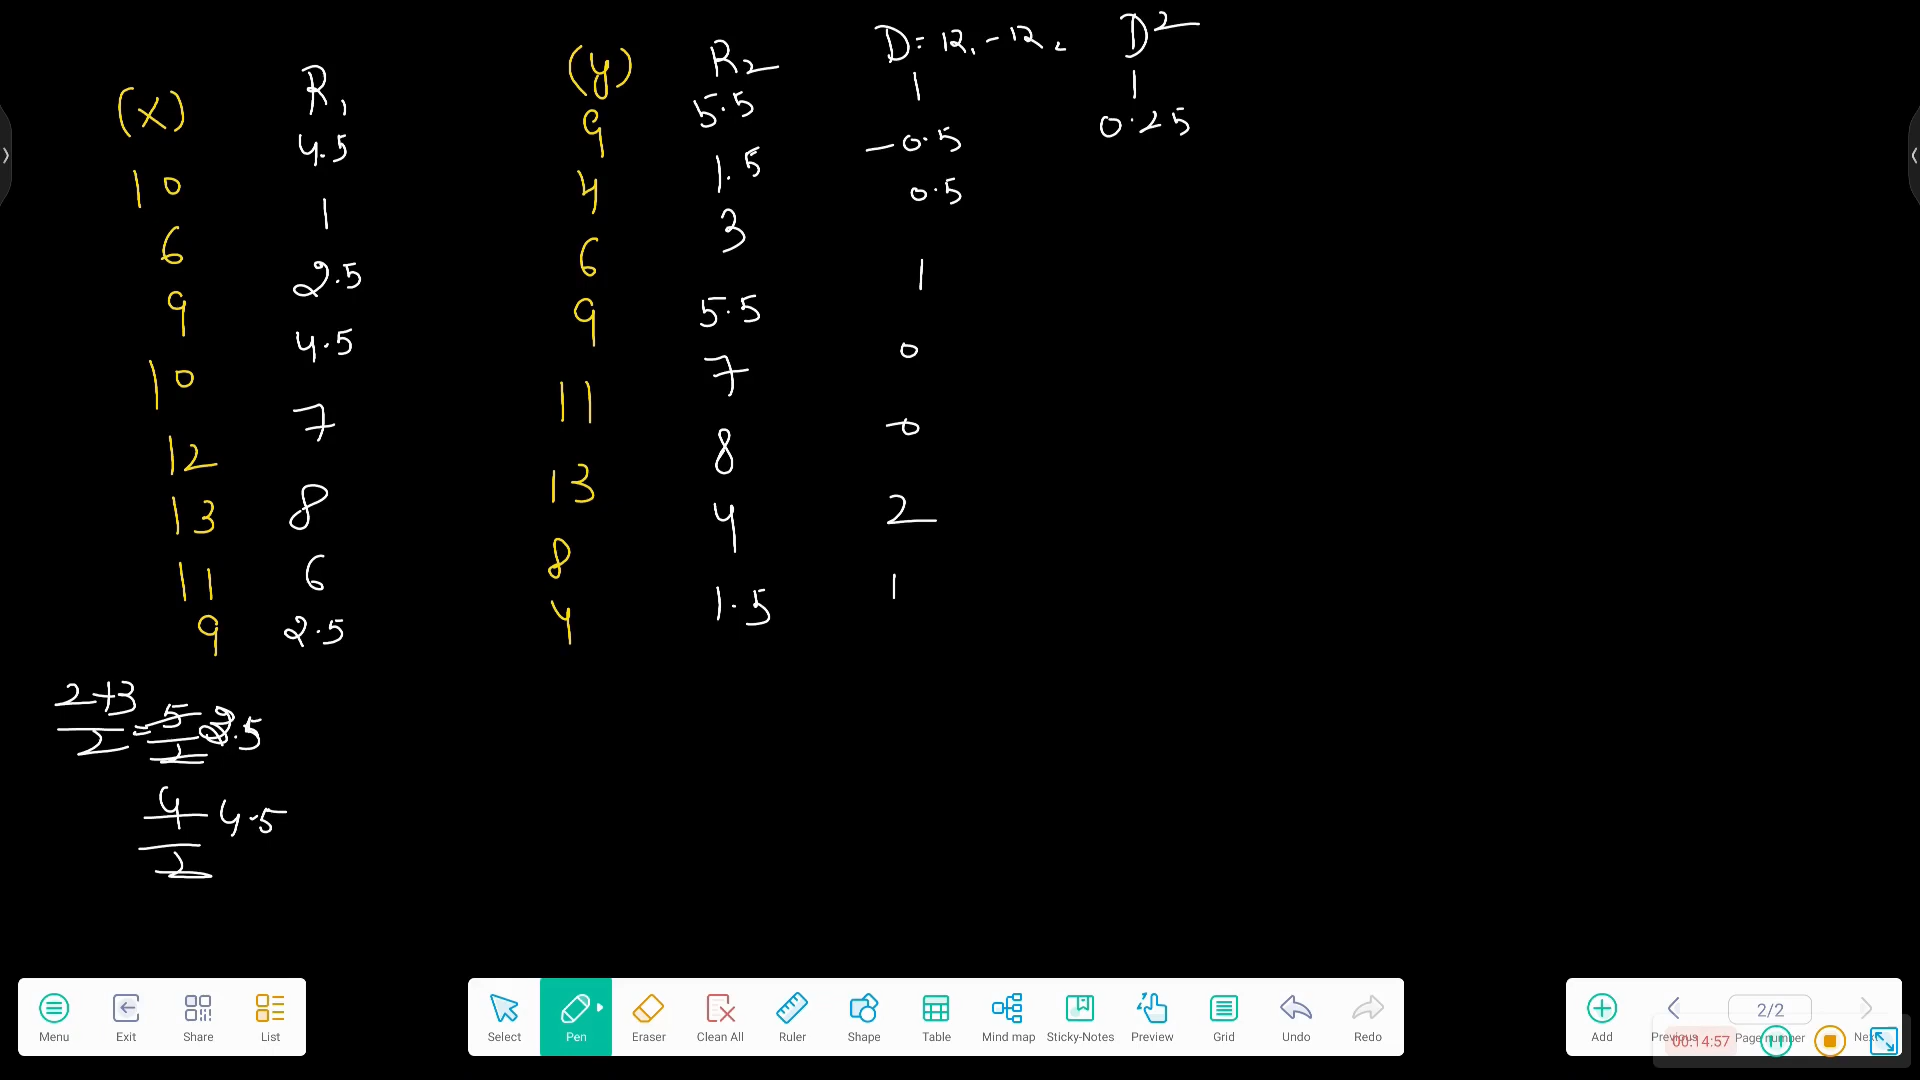 (X) R₁ (y) R₂ D=R₁-R₂ D²
4.5 9 5.5 1 1
10 1 4 1.5 -0.5 0.25
6 2.5 6 3 0.5
9 4.5 9 5.5 1
10 7 11 7 0
12 8 13 8 0
13 6 8 4 2
11 2.5 4 1.5 1
9
2+3/2 = 5/2 .5
4/2 4.5
Menu Exit Share List Select Pen Eraser Clean All Ruler Shape Table Mind map Sticky-Notes Preview Grid Undo Redo Add Previous 2/2 Page number Next
00:14:57